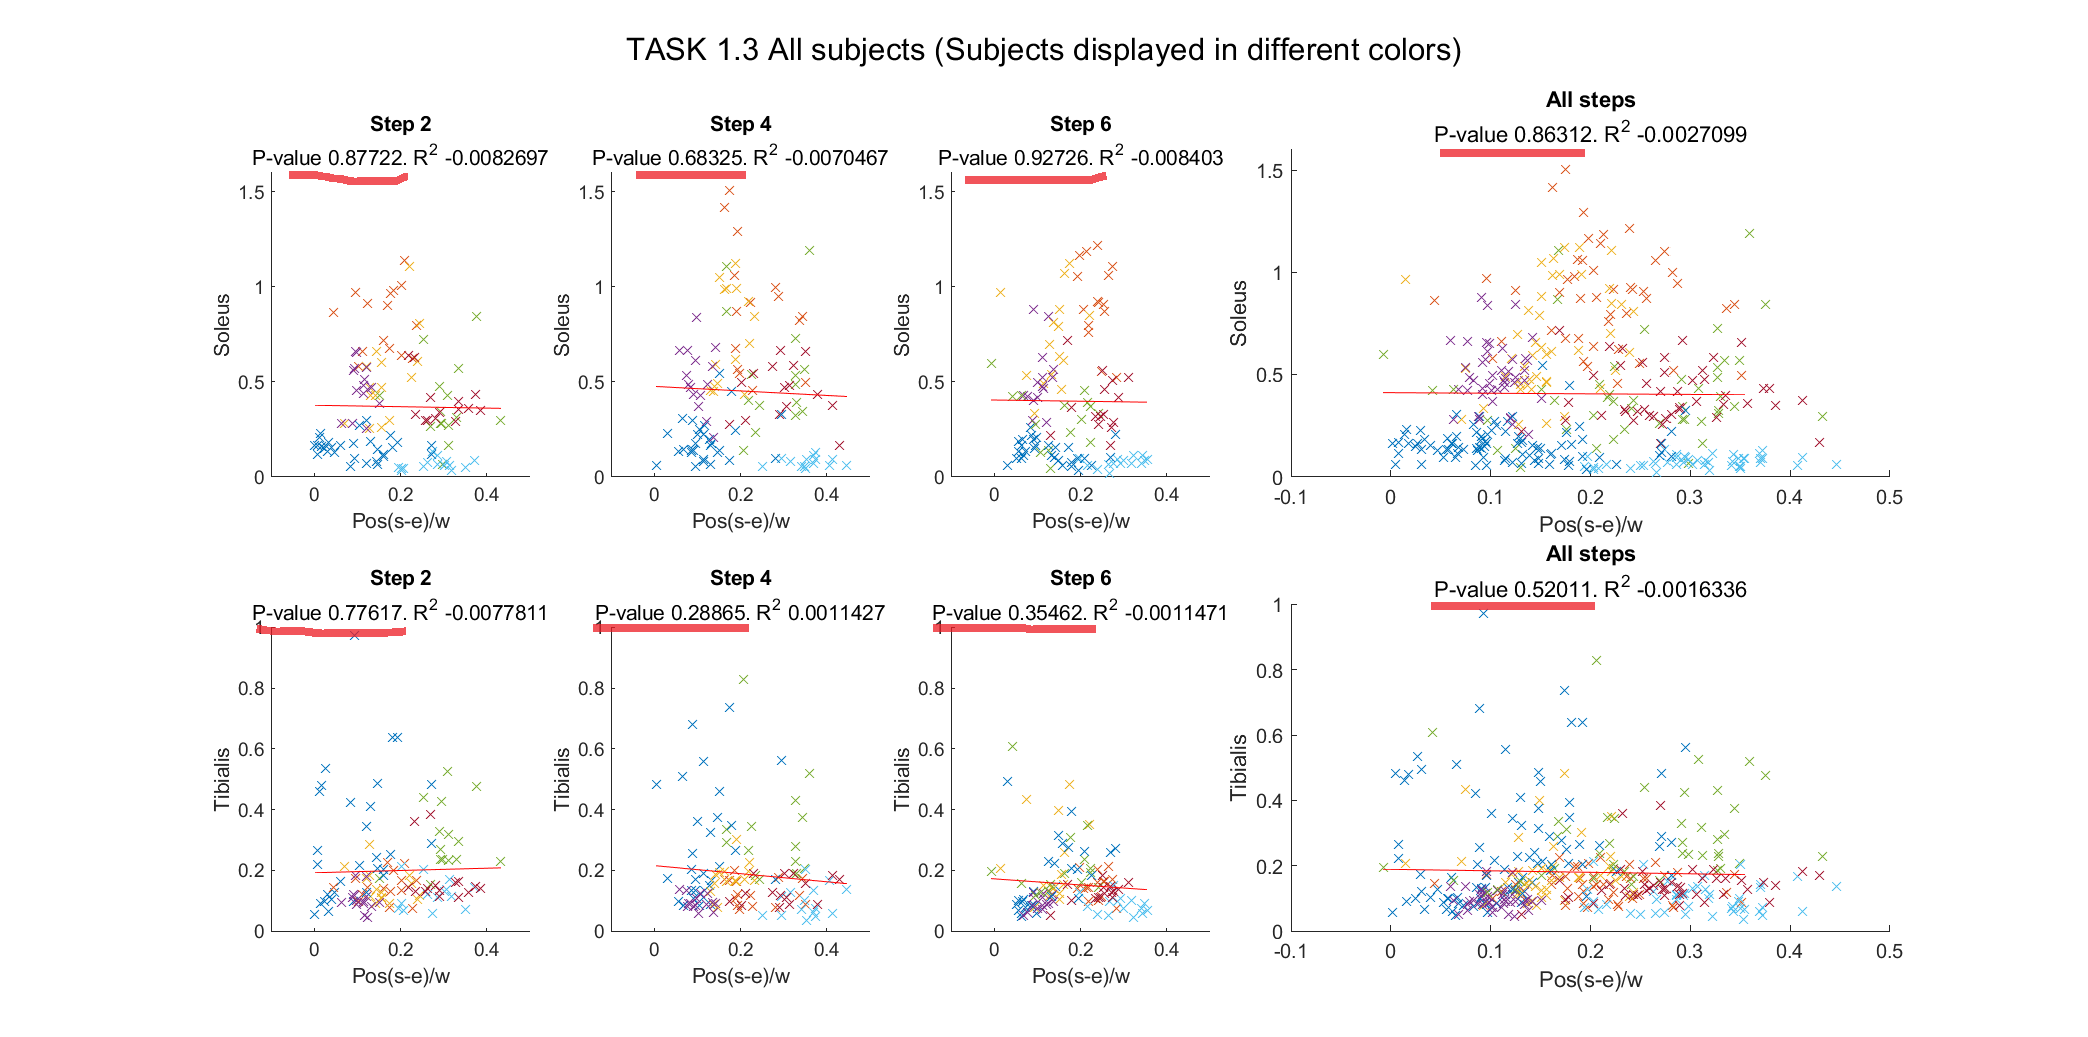 TASK 1.3 All subjects (Subjects displayed in different colors)
Step 2
P-value 0.87722. R2 -0.0082697
1.5
1
0.5
0
Soleus
0 0.2 0.4
Pos(s-e)/w
Step 4
P-value 0.68325. R2 -0.0070467
1.5
1
0.5
0
Soleus
0 0.2 0.4
Pos(s-e)/w
Step 6
P-value 0.92726. R2 -0.008403
1.5
1
0.5
0
Soleus
0 0.2 0.4
Pos(s-e)/w
All steps
P-value 0.86312. R2 -0.0027099
1.5
1
0.5
0
Soleus
-0.1 0 0.1 0.2 0.3 0.4 0.5
Pos(s-e)/w
Step 2
P-value 0.77617. R2 -0.0077811
1
0.8
0.6
0.4
0.2
0
Tibialis
0 0.2 0.4
Pos(s-e)/w
Step 4
P-value 0.28865. R2 0.0011427
1
0.8
0.6
0.4
0.2
0
Tibialis
0 0.2 0.4
Pos(s-e)/w
Step 6
P-value 0.35462. R2 -0.0011471
1
0.8
0.6
0.4
0.2
0
Tibialis
0 0.2 0.4
Pos(s-e)/w
All steps
P-value 0.52011. R2 -0.0016336
1
0.8
0.6
0.4
0.2
0
Tibialis
-0.1 0 0.1 0.2 0.3 0.4 0.5
Pos(s-e)/w